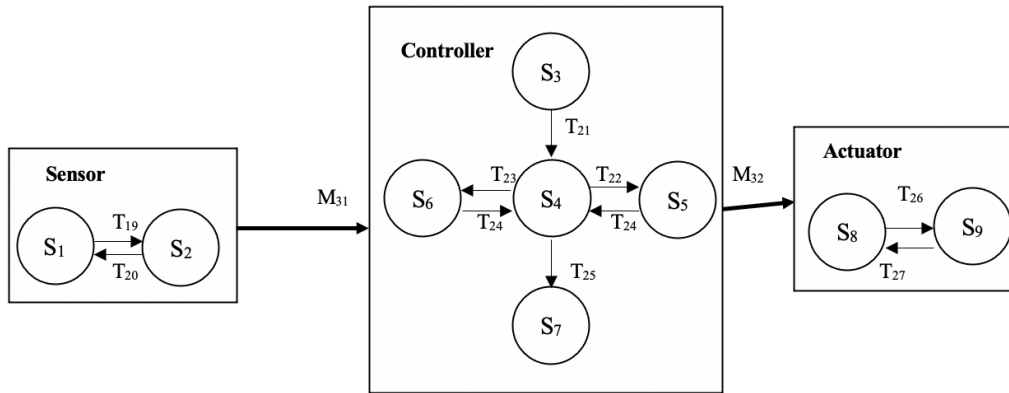 Sensor
S1
T19
T20
S2
M31
Controller
S3
T21
S6
T23
T24
S4
T22
T24
S5
T25
S7
M32
Actuator
S8
T26
T27
S9